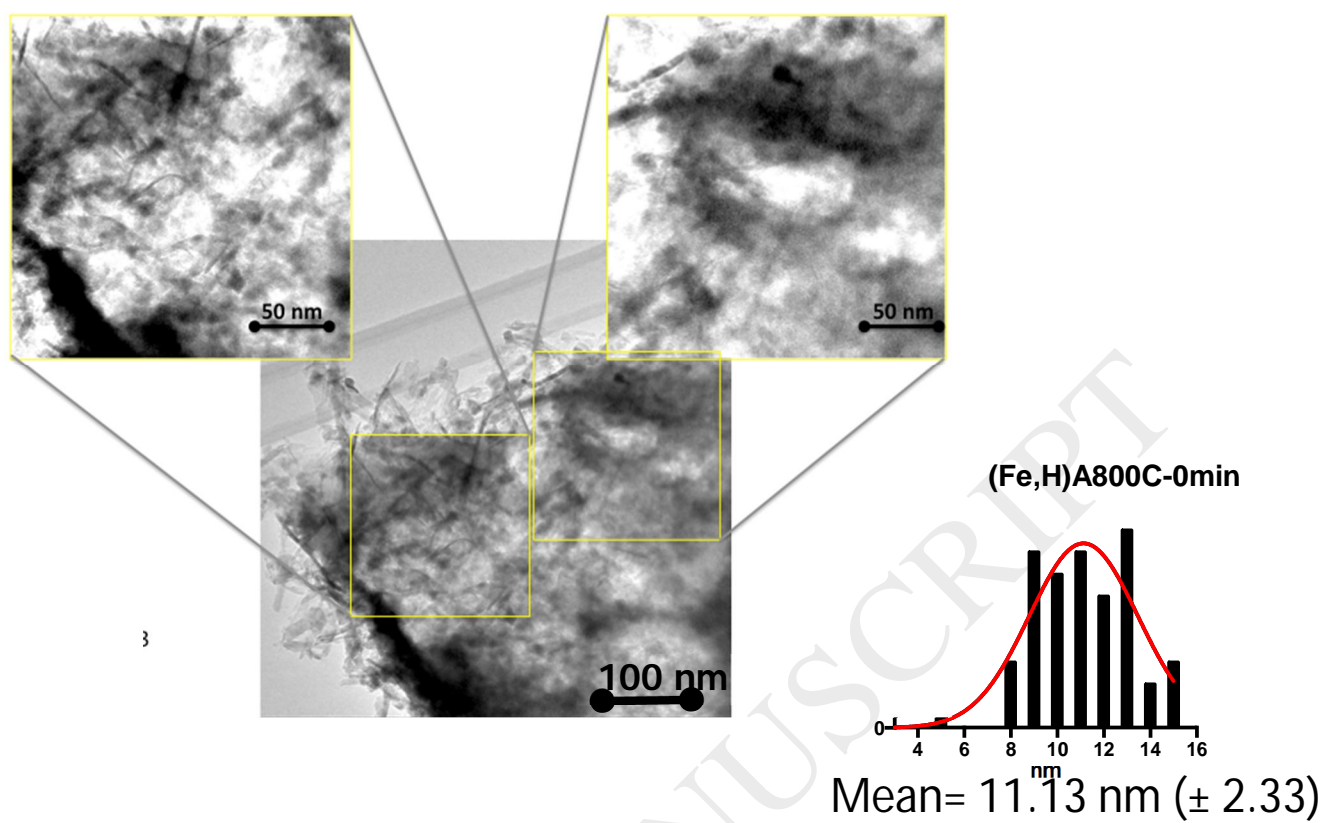 50 nm
50 nm
100 nm
(Fe,H)A800C-0min
0
4 6 8 10 12 14 16
nm
Mean= 11.13 nm (± 2.33)
NUSCRIPT